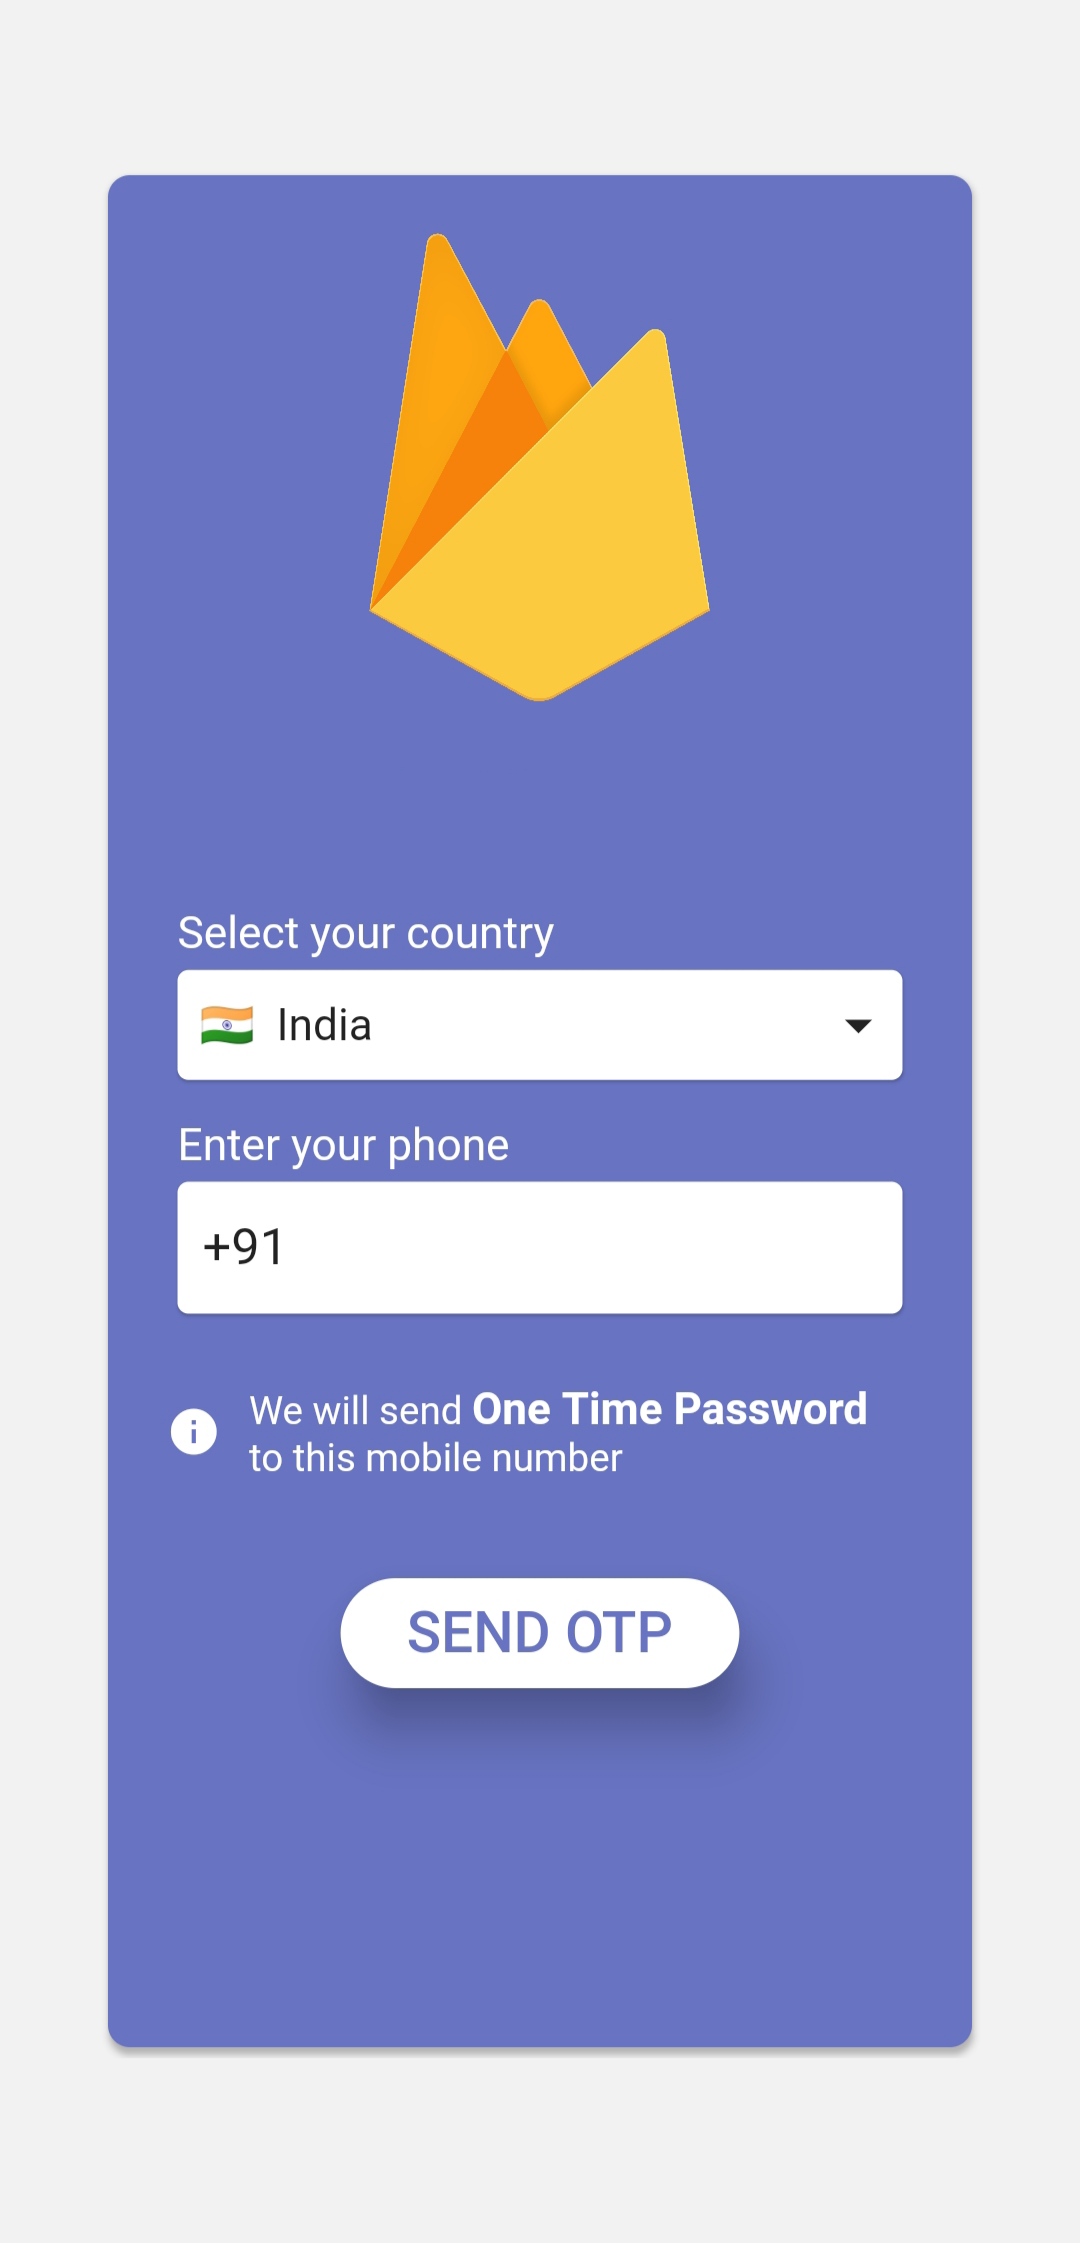 Select your country
India
Enter your phone
+91
We will send One Time Password
to this mobile number
SEND OTP